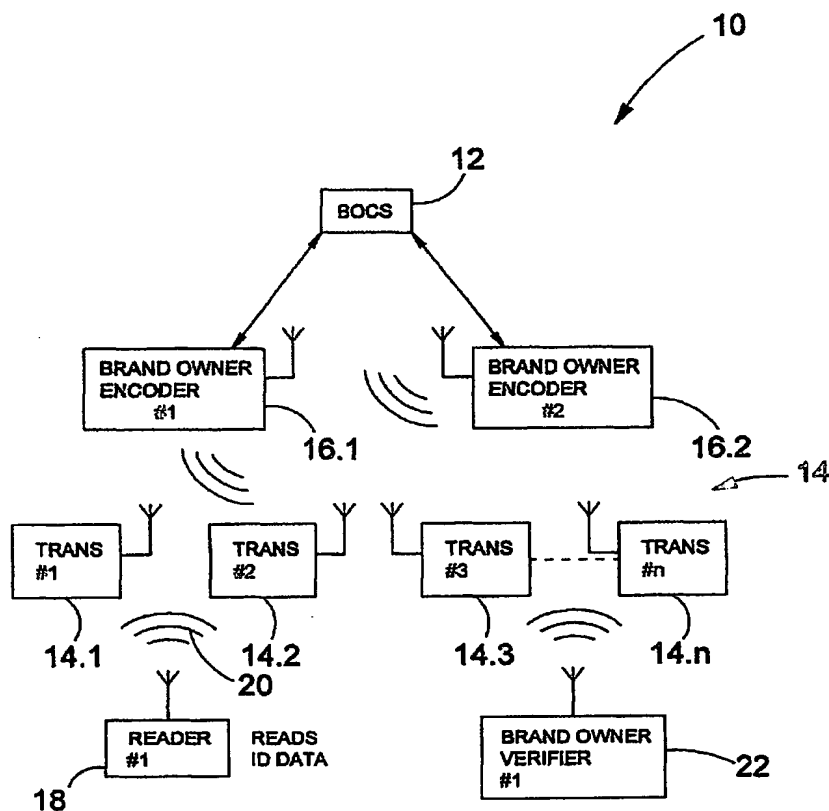 10
12
BOCS
BRAND OWNER
ENCODER
#1
BRAND OWNER
ENCODER
#2
16.1
16.2
14
TRANS
#1
TRANS
#2
TRANS
#3
TRANS
#n
14.1
20
14.2
14.3
14.n
READER
#1
READS
ID DATA
BRAND OWNER
VERIFIER
#1
18
22